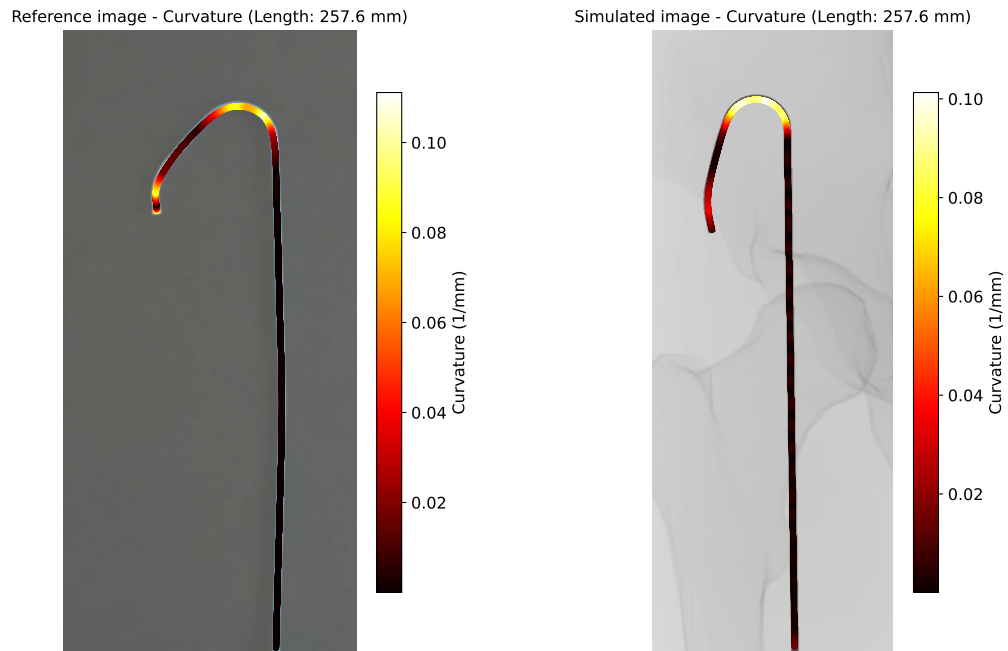 Reference image - Curvature (Length: 257.6 mm)
0.10
0.08
0.06
0.04
0.02
Curvature (1/mm)
Simulated image - Curvature (Length: 257.6 mm)
0.10
0.08
0.06
0.04
0.02
Curvature (1/mm)